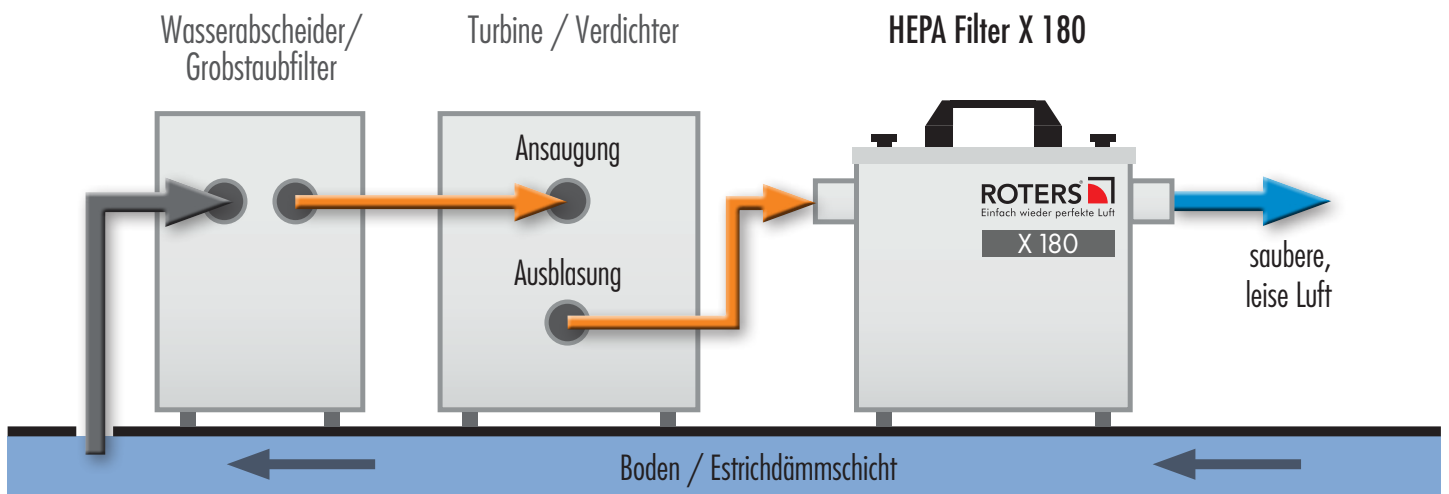 Wasserabscheider/
Grobstaubfilter
Turbine / Verdichter
HEPA Filter X 180
Ansaugung
Ausblasung
ROTERS®
Einfach wieder perfekte Luft
X 180
saubere,
leise Luft
Boden / Estrichdämmschicht